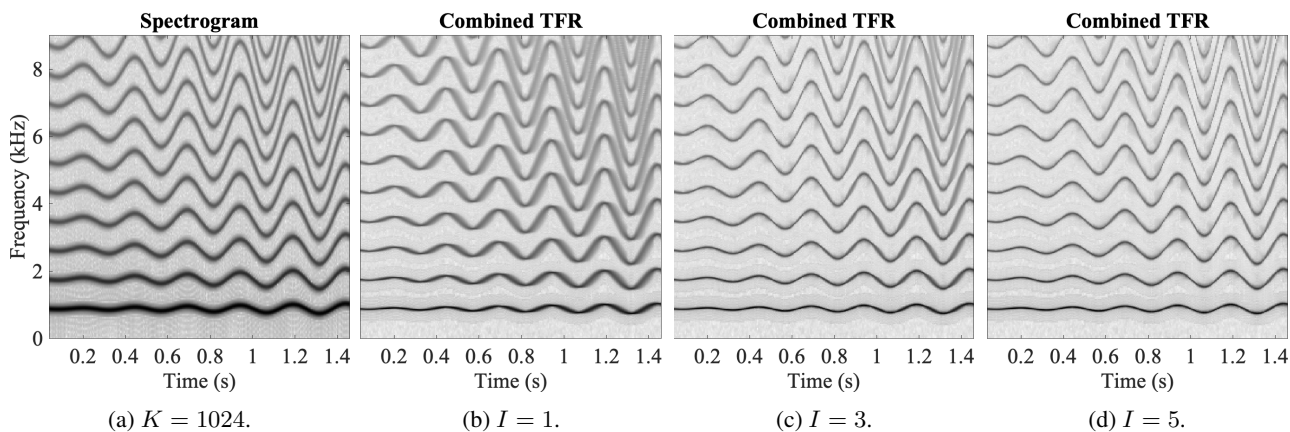 Spectrogram
Combined TFR
Combined TFR
Combined TFR
Frequency (kHz)
8
6
4
2
0
0.2 0.4 0.6 0.8 1 1.2 1.4
0.2 0.4 0.6 0.8 1 1.2 1.4
0.2 0.4 0.6 0.8 1 1.2 1.4
0.2 0.4 0.6 0.8 1 1.2 1.4
Time (s)
Time (s)
Time (s)
Time (s)
(a) K = 1024.
(b) I = 1.
(c) I = 3.
(d) I = 5.